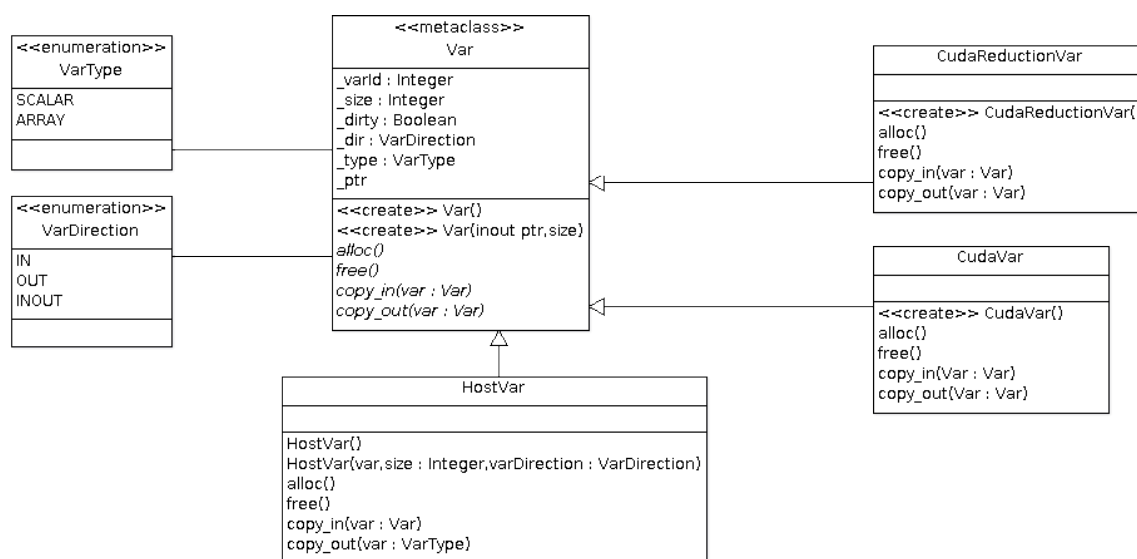 <<enumeration>>
VarType
SCALAR
ARRAY
<<enumeration>>
VarDirection
IN
OUT
INOUT
<<metaclass>>
Var
_varId : Integer
_size : Integer
_dirty : Boolean
_dir : VarDirection
_type : VarType
_ptr
<<create>> Var()
<<create>> Var(inout ptr,size)
alloc()
free()
copy_in(var : Var)
copy_out(var : Var)
CudaReductionVar
<<create>> CudaReductionVar(
alloc()
free()
copy_in(var : Var)
copy_out(var : Var)
CudaVar
<<create>> CudaVar()
alloc()
free()
copy_in(Var : Var)
copy_out(Var : Var)
HostVar
HostVar()
HostVar(var,size : Integer,varDirection : VarDirection)
alloc()
free()
copy_in(var : Var)
copy_out(var : VarType)